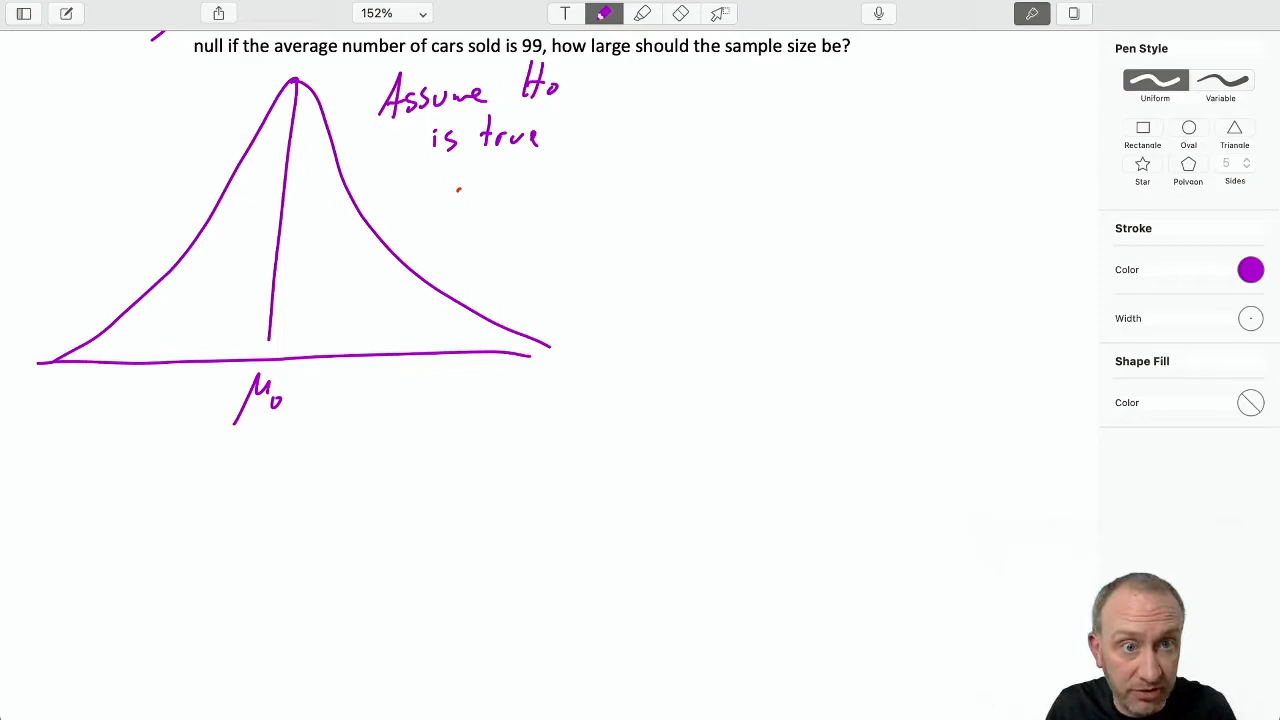 152%
T
null if the average number of cars sold is 99, how large should the sample size be?
Assume H₀
is true
μ₀
Pen Style
Uniform Variable
Rectangle Oval Triangle
5
Star Polygon Sides
Stroke
Color
Width
Shape Fill
Color